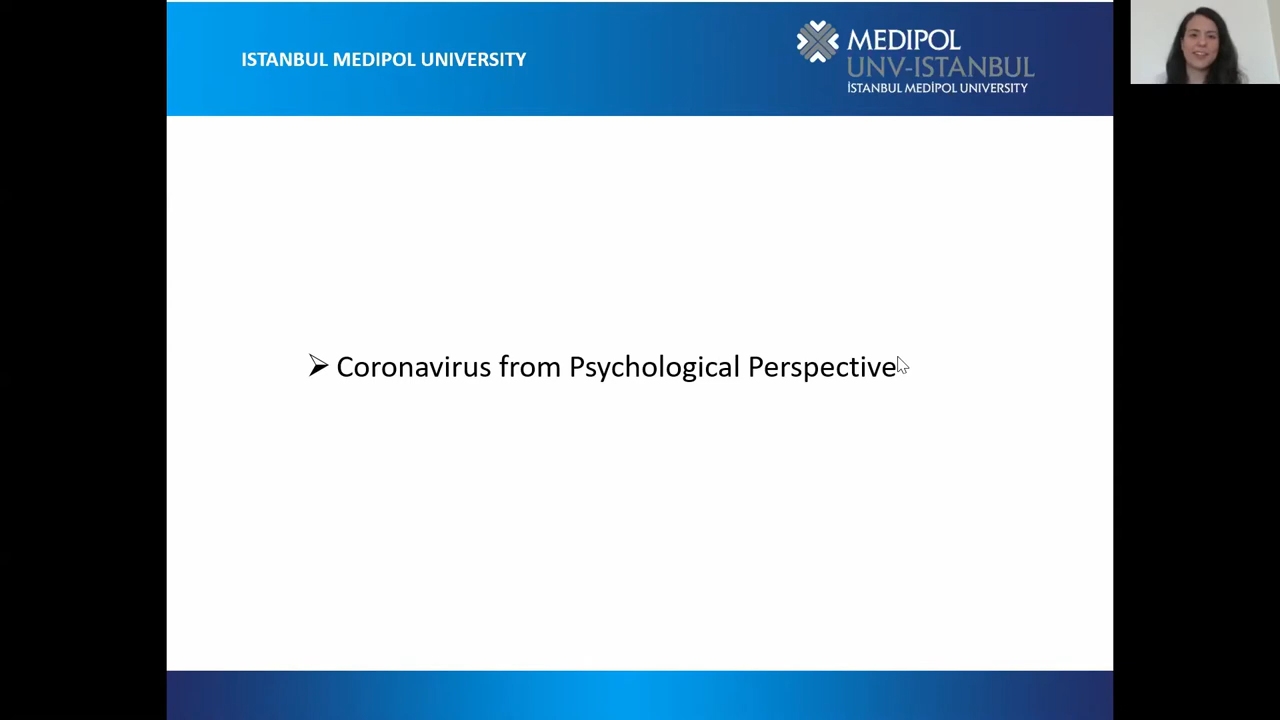 ISTANBUL MEDIPOL UNIVERSITY
MEDIPOL
UNV-ISTANBUL
İSTANBUL MEDİPOL UNIVERSITY
➢ Coronavirus from Psychological Perspective